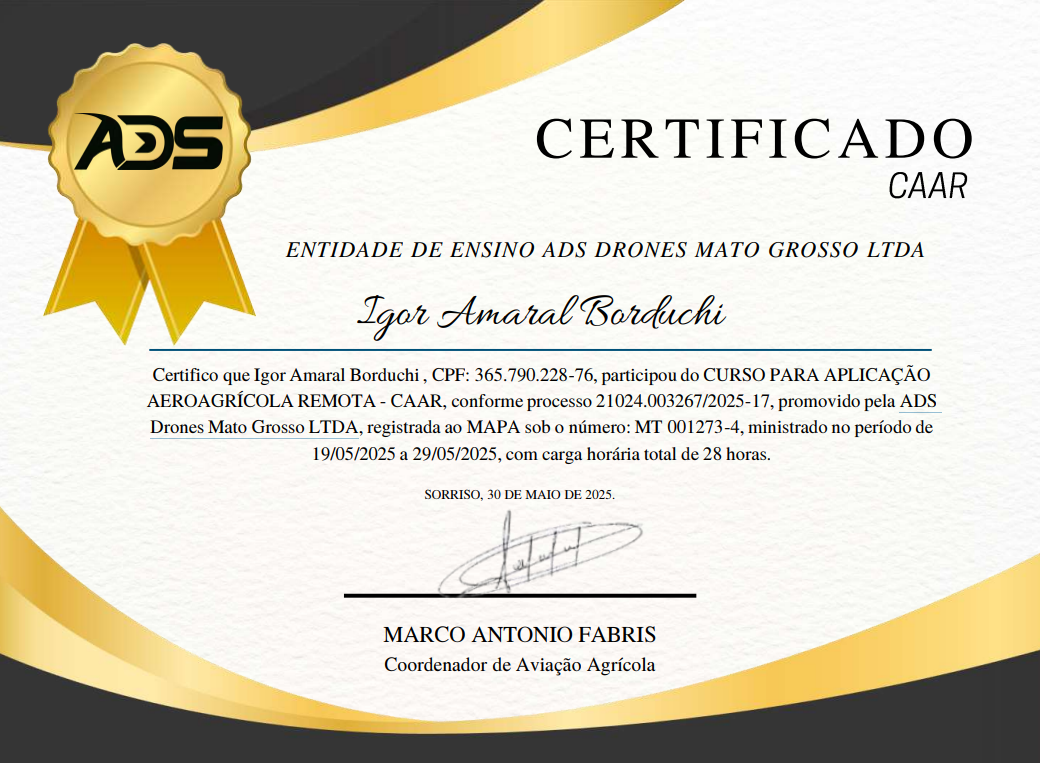 ADS
CERTIFICADO
CAAR
ENTIDADE DE ENSINO ADS DRONES MATO GROSSO LTDA
Igor Amaral Borduchi
Certifico que Igor Amaral Borduchi , CPF: 365.790.228-76, participou do CURSO PARA APLICAÇÃO
AEROAGRÍCOLA REMOTA - CAAR, conforme processo 21024.003267/2025-17, promovido pela ADS
Drones Mato Grosso LTDA, registrada ao MAPA sob o número: MT 001273-4, ministrado no período de
19/05/2025 a 29/05/2025, com carga horária total de 28 horas.
SORRISO, 30 DE MAIO DE 2025.
MARCO ANTONIO FABRIS
Coordenador de Aviação Agrícola